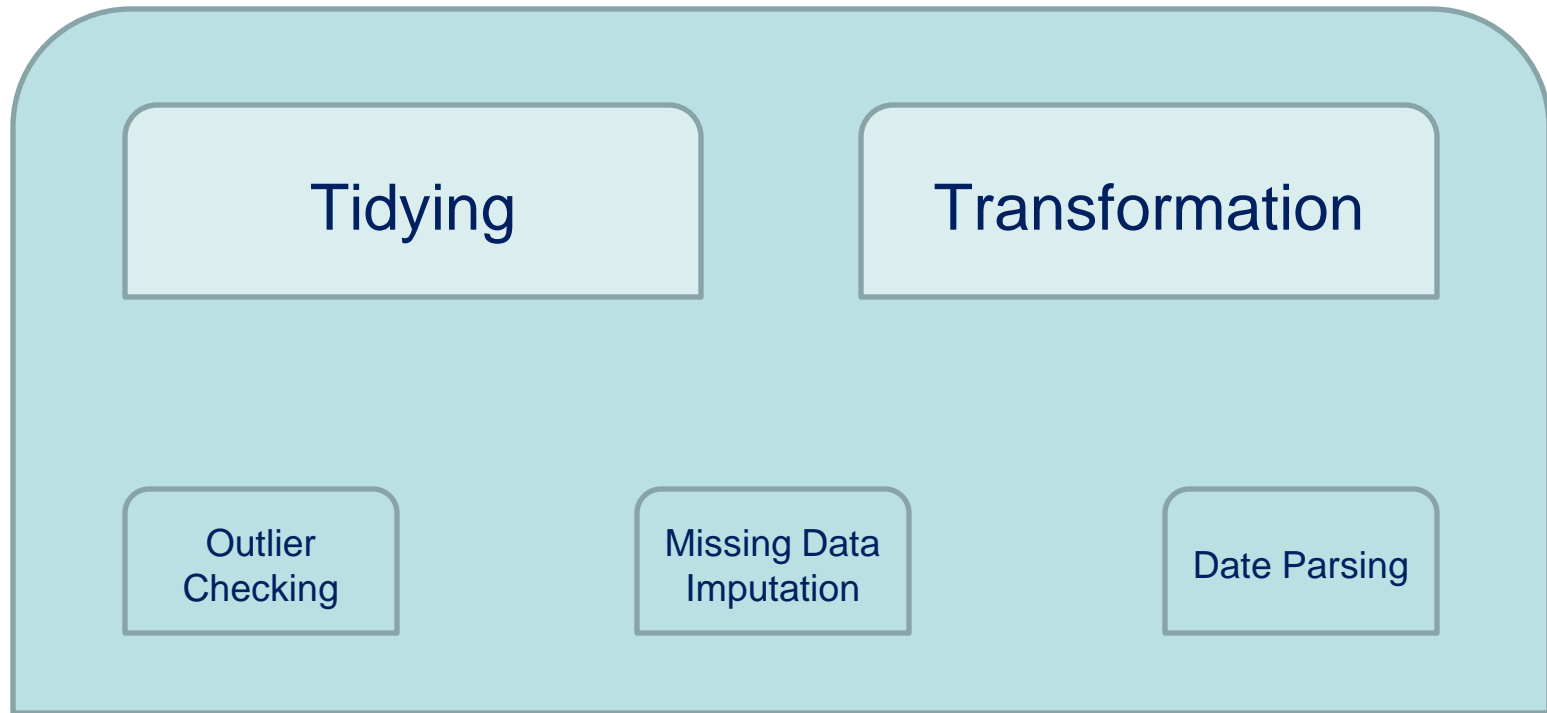 Tidying
Transformation
Outlier
Checking
Missing Data
Imputation
Date Parsing